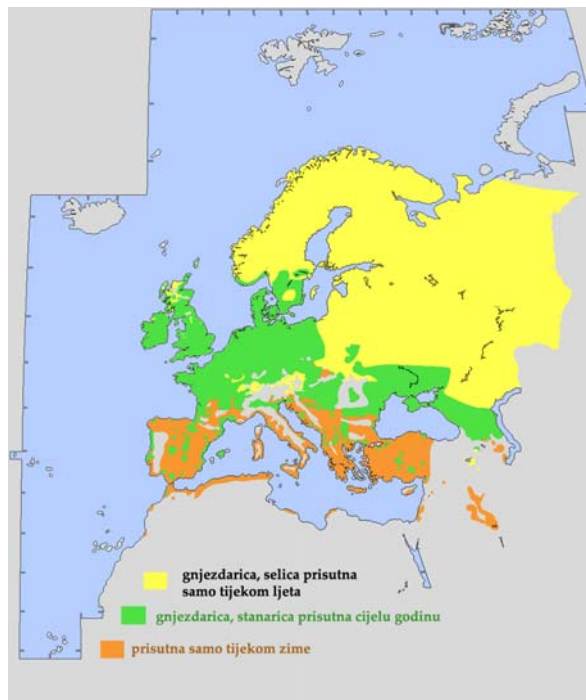 gnjezdarica, selica prisutna
samo tijekom ljeta
gnjezdarica, stanarica prisutna cijelu godinu
prisutna samo tijekom zime